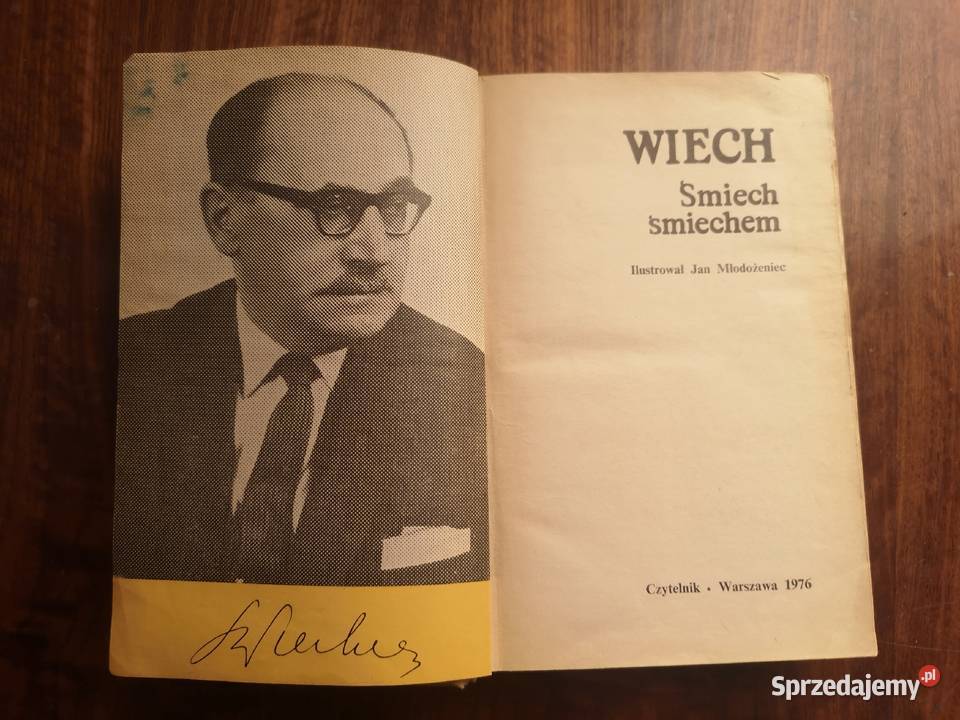 WIECH
Śmiech
śmiechem
Ilustrował Jan Młodożeniec
Czytelnik • Warszawa 1976
Sprzedajemy.pl